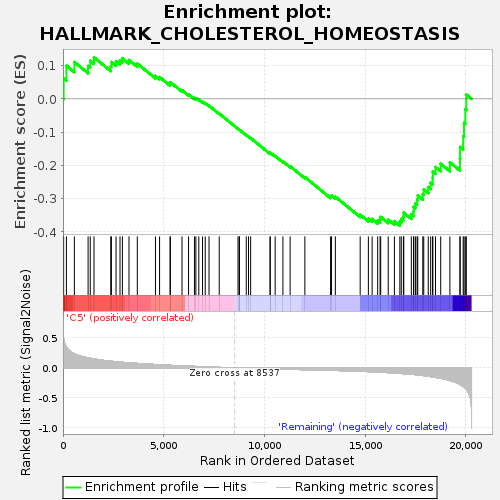 Enrichment plot:
HALLMARK_CHOLESTEROL_HOMEOSTASIS
Enrichment score (ES)
0.1
0.0
-0.1
-0.2
-0.3
-0.4
'C5' (positively correlated)
Ranked list metric (Signal2Noise)
0.5
0.0
-0.5
-1.0
Zero cross at 8537
'Remaining' (negatively correlated)
0
5,000
10,000
15,000
20,000
Rank in Ordered Dataset
Enrichment profile
Hits
Ranking metric scores